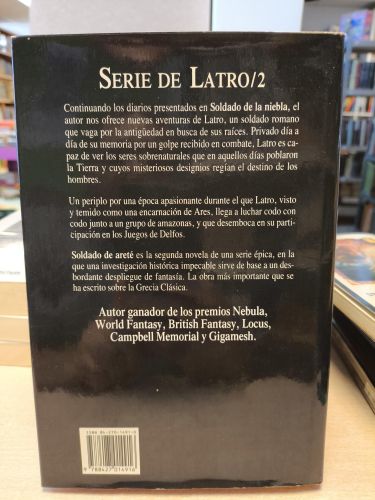 SERIE DE LATRO/2
Continuando los diarios presentados en Soldado de la niebla, el
autor nos ofrece nuevas aventuras de Latro, un soldado romano
que vaga por la antigüedad en busca de sus raíces. Privado día a
día de su memoria por un golpe recibido en combate, Latro es ca-
paz de ver los seres sobrenaturales que en aquellos días poblaron
la Tierra y cuyos misteriosos designios regían el destino de los
hombres.
Un periplo por una época apasionante durante el que Latro, visto
y temido como una encarnación de Ares, llega a luchar codo con
codo junto a un grupo de amazonas, y que desemboca en su par-
ticipación en los Juegos de Delfos.
Soldado de areté es la segunda novela de una serie épica, en la
que una investigación histórica impecable sirve de base a un des-
bordante despliegue de fantasía. La obra más importante que se
ha escrito sobre la Grecia Clásica.
Autor ganador de los premios Nebula,
World Fantasy, British Fantasy, Locus,
Campbell Memorial y Gigamesh.
ISBN 84-270-1491-0
9 788427 014916